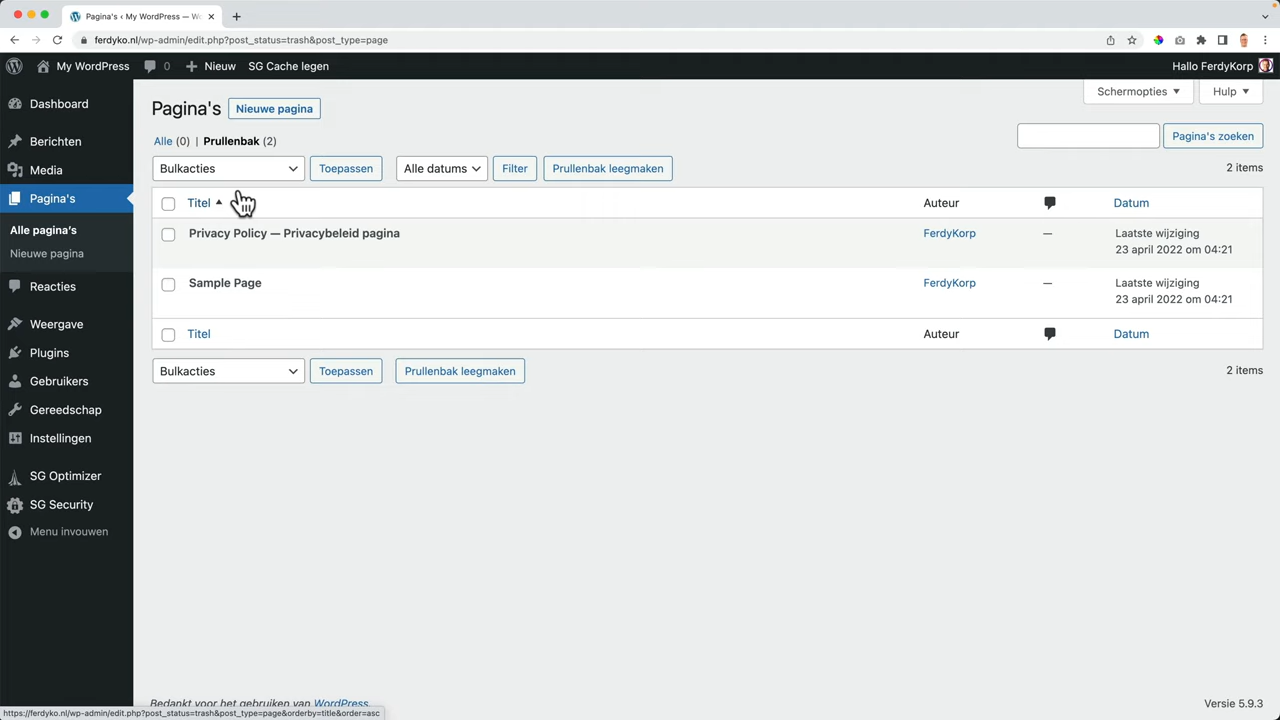 Pagina's ‹ My WordPress — Wo
ferdyko.nl/wp-admin/edit.php?post_status=trash&post_type=page
My WordPress
0
Nieuw
SG Cache legen
Hallo FerdyKorp
Dashboard
Berichten
Media
Pagina's
Alle pagina's
Nieuwe pagina
Reacties
Weergave
Plugins
Gebruikers
Gereedschap
Instellingen
SG Optimizer
SG Security
Menu invouwen
Pagina's
Nieuwe pagina
Schermopties
Hulp
Alle (0) | Prullenbak (2)
Pagina's zoeken
Bulkacties
Toepassen
Alle datums
Filter
Prullenbak leegmaken
2 items
Titel
Auteur
Datum
Privacy Policy — Privacybeleid pagina
FerdyKorp
—
Laatste wijziging
23 april 2022 om 04:21
Sample Page
FerdyKorp
—
Laatste wijziging
23 april 2022 om 04:21
Titel
Auteur
Datum
Bulkacties
Toepassen
Prullenbak leegmaken
2 items
Bedankt voor het gebruiken van WordPress.
Versie 5.9.3
https://ferdyko.nl/wp-admin/edit.php?post_status=trash&post_type=page&orderby=title&order=asc